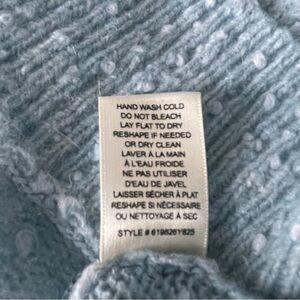 HAND WASH COLD
DO NOT BLEACH
LAY FLAT TO DRY
RESHAPE IF NEEDED
OR DRY CLEAN
LAVER À LA MAIN
À L'EAU FROIDE
NE PAS UTILISER
D'EAU DE JAVEL
LAISSER SÉCHER À PLAT
RESHAPE SI NÉCESSAIRE
OU NETTOYAGE À SEC
STYLE # 619626Y825